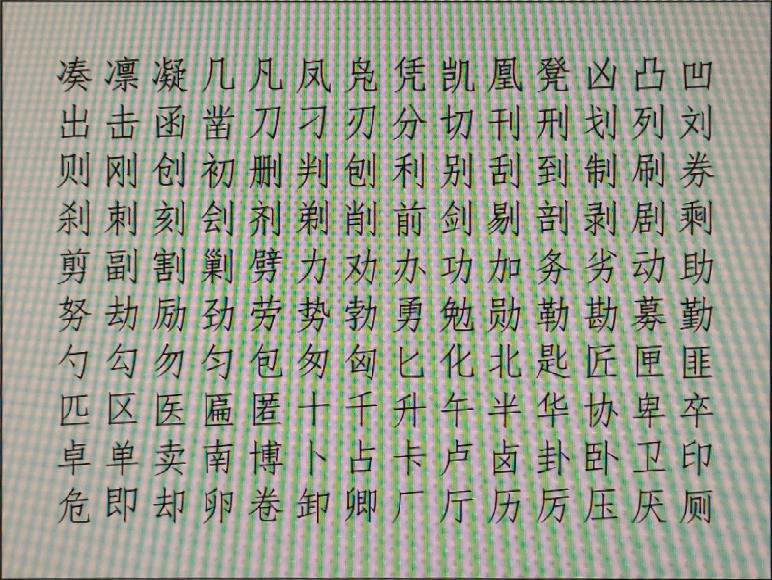 凑凛凝几凡凤凫凭凯凰凳凶凸凹
出击函凿刀刁刃分切刊刑划列刘
则刚创初删判刨利别刮到制刷券
刹刺刻刽剂剃削前剑剔剖剥剧剩
剪副割剿劈力劝办功加务劣动助
努劫励劲劳势勃勇勉勋勒勘募勤
勺勾勿匀包匆匈匕化北匙匠匣匪
匹区医匾匿十千升午半华协卑卒
卓单卖南博卜占卡卢卤卦卧卫印
危即却卵卷卸卿厂厅历厉压厌厕